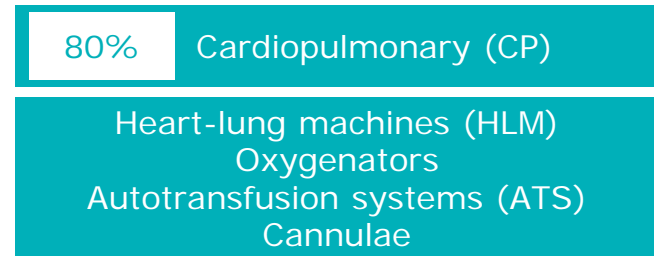 80% Cardiopulmonary (CP)
Heart-lung machines (HLM)
Oxygenators
Autotransfusion systems (ATS)
Cannulae